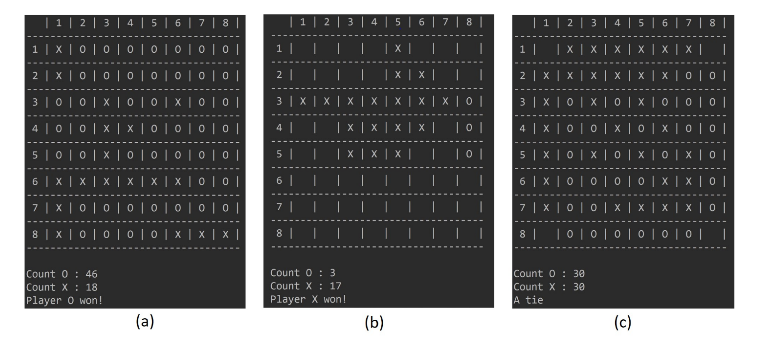 | 1 | 2 | 3 | 4 | 5 | 6 | 7 | 8 |
1 | X | O | O | O | O | O | O | O |
2 | X | O | O | O | O | O | O | O |
3 | O | O | X | O | O | X | O | O |
4 | O | O | X | X | O | O | O | O |
5 | O | O | O | X | O | O | O | O |
6 | X | X | X | X | X | X | O | O |
7 | X | O | O | O | O | O | O | O |
8 | X | O | O | O | O | X | X | X |
Count O : 46
Count X : 18
Player O won!
(a)
| 1 | 2 | 3 | 4 | 5 | 6 | 7 | 8 |
1 | | | | | X | | | |
2 | | | | | X | X | | |
3 | X | X | X | X | X | X | X | O |
4 | | | X | X | X | X | | O |
5 | | | X | X | X | | | O |
6 | | | | | | | | |
7 | | | | | | | | |
8 | | | | | | | | |
Count O : 3
Count X : 17
Player X won!
(b)
| 1 | 2 | 3 | 4 | 5 | 6 | 7 | 8 |
1 | | X | X | X | X | X | X | |
2 | X | X | X | X | X | X | O | O |
3 | X | O | X | O | X | O | O | O |
4 | X | O | X | O | X | O | O | O |
5 | X | O | X | O | X | O | X | O |
6 | X | O | O | O | O | X | X | O |
7 | X | O | O | X | X | X | X | O |
8 | | O | O | O | O | O | O | |
Count O : 30
Count X : 30
A tie
(c)